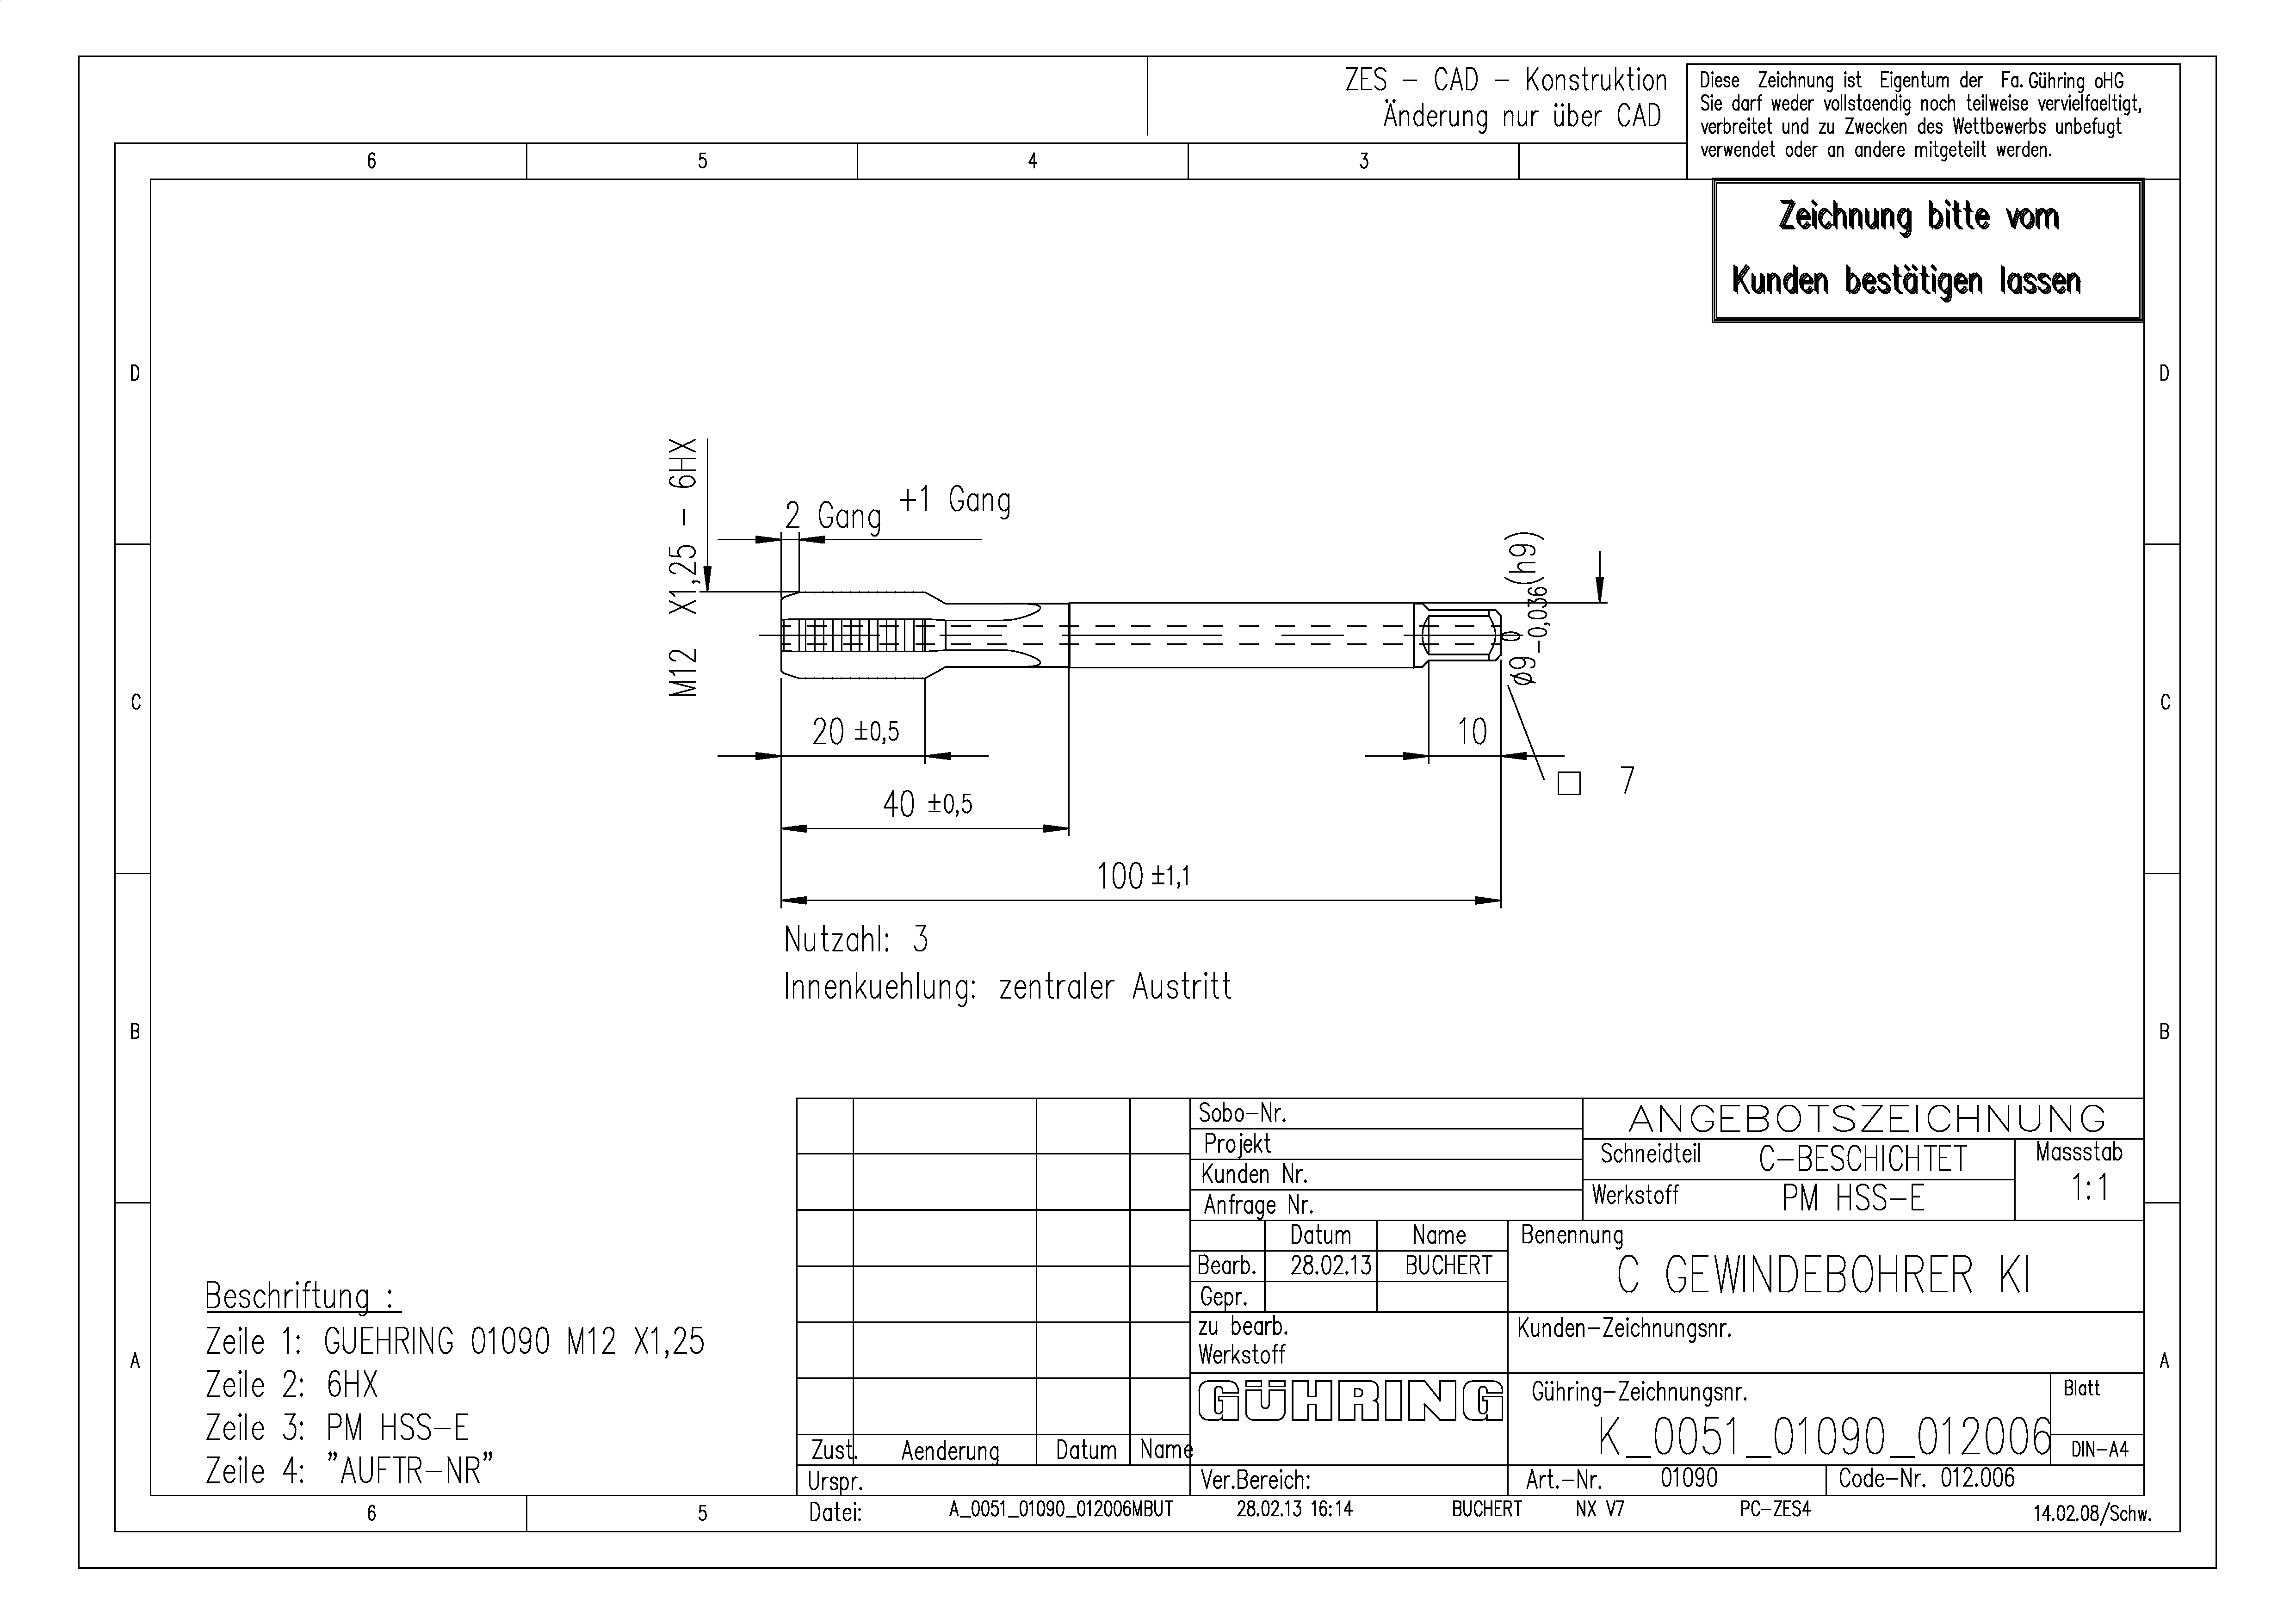 ZES – CAD – Konstruktion
Änderung nur über CAD
Diese Zeichnung ist Eigentum der Fa. Gühring oHG
Sie darf weder vollstaendig noch teilweise vervielfaeltigt,
verbreitet und zu Zwecken des Wettbewerbs unbefugt
verwendet oder an andere mitgeteilt werden.
6 5 4 3
Zeichnung bitte vom
Kunden bestätigen lassen
D D
M12 X1,25 - 6HX
2 Gang +1 Gang
ø9 0 -0,036 (h9)
C C
20 ±0,5
10
□ 7
40 ±0,5
100 ±1,1
Nutzahl: 3
Innenkuehlung: zentraler Austritt
B B
Sobo-Nr.
Projekt
Kunden Nr.
Anfrage Nr.
ANGEBOTSZEICHNUNG
Schneidteil C-BESCHICHTET
Werkstoff PM HSS-E
Massstab
1:1
Datum Name
Bearb. 28.02.13 BUCHERT
Gepr.
Benennung
C GEWINDEBOHRER KI
zu bearb.
Werkstoff
Kunden-Zeichnungsnr.
Beschriftung :
Zeile 1: GUEHRING 01090 M12 X1,25
Zeile 2: 6HX
Zeile 3: PM HSS-E
Zeile 4: "AUFTR-NR"
A A
GÜHRING
Gühring-Zeichnungsnr.
K_0051_01090_012006
Blatt
DIN-A4
Zust. Aenderung Datum Name
Urspr.
Ver.Bereich:
Art.-Nr. 01090
Code-Nr. 012.006
6 5
Datei: A_0051_01090_012006MBUT 28.02.13 16:14 BUCHERT NX V7 PC-ZES4 14.02.08/Schw.